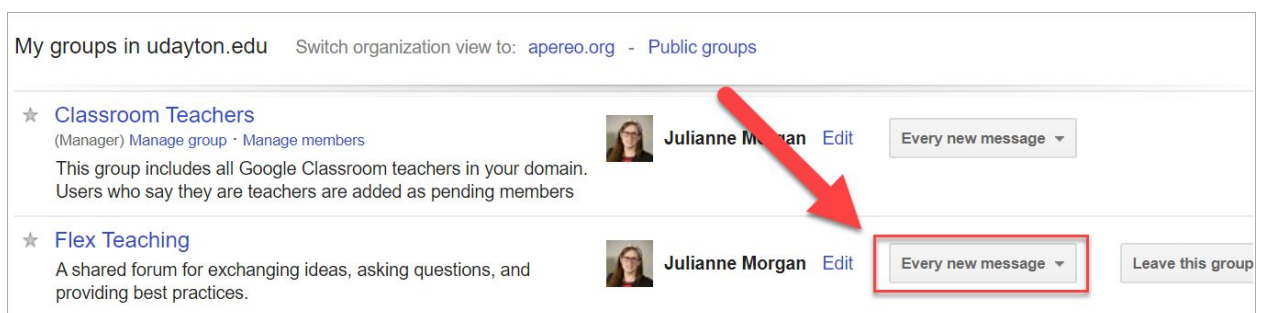 My groups in udayton.edu Switch organization view to: apereo.org - Public groups
Classroom Teachers
(Manager) Manage group · Manage members
This group includes all Google Classroom teachers in your domain.
Users who say they are teachers are added as pending members
Julianne Morgan Edit Every new message
Flex Teaching
A shared forum for exchanging ideas, asking questions, and
providing best practices.
Julianne Morgan Edit Every new message Leave this group